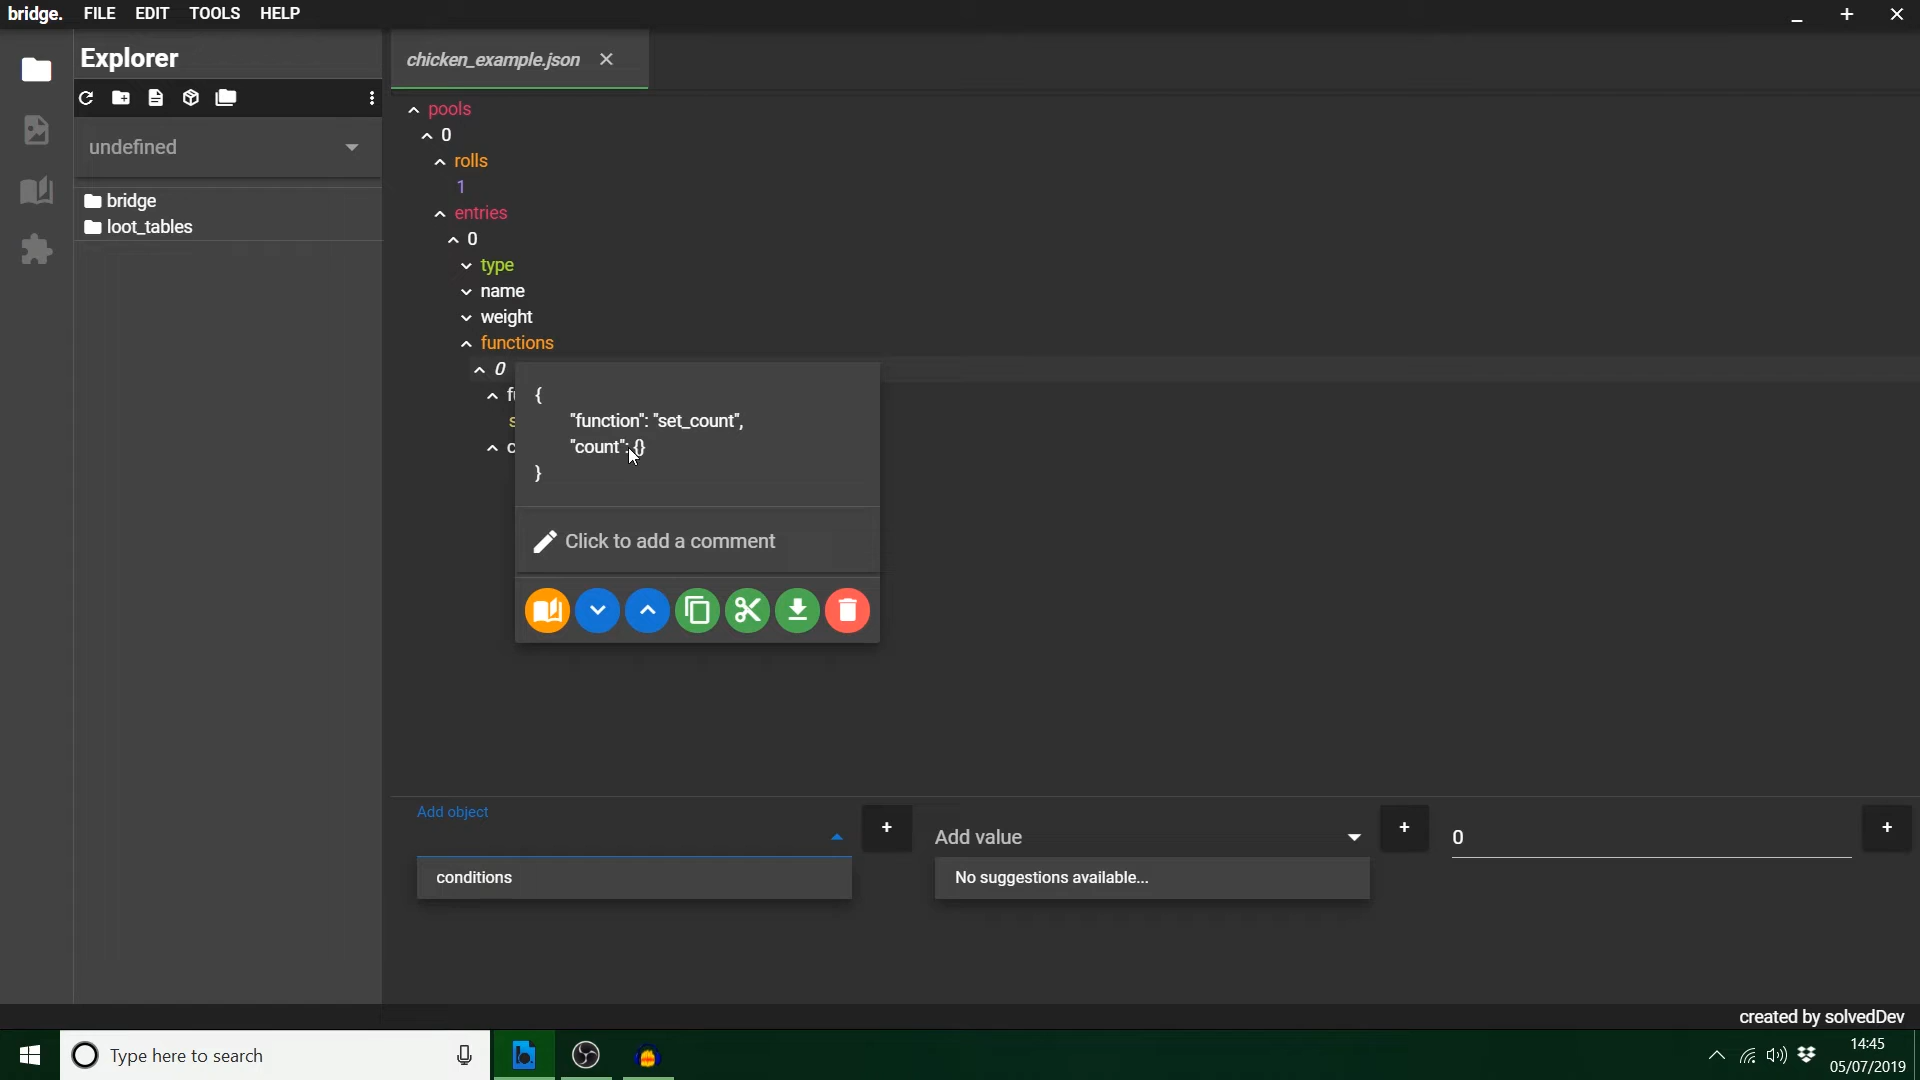 bridge. FILE EDIT TOOLS HELP
Explorer
chicken_example.json
undefined
bridge
loot_tables
pools
0
rolls
1
entries
0
type
name
weight
functions
0
{
"function": "set_count",
"count": {}
}
Click to add a comment
Add object
Add value
0
conditions
No suggestions available...
created by solvedDev
Type here to search
14:45
05/07/2019